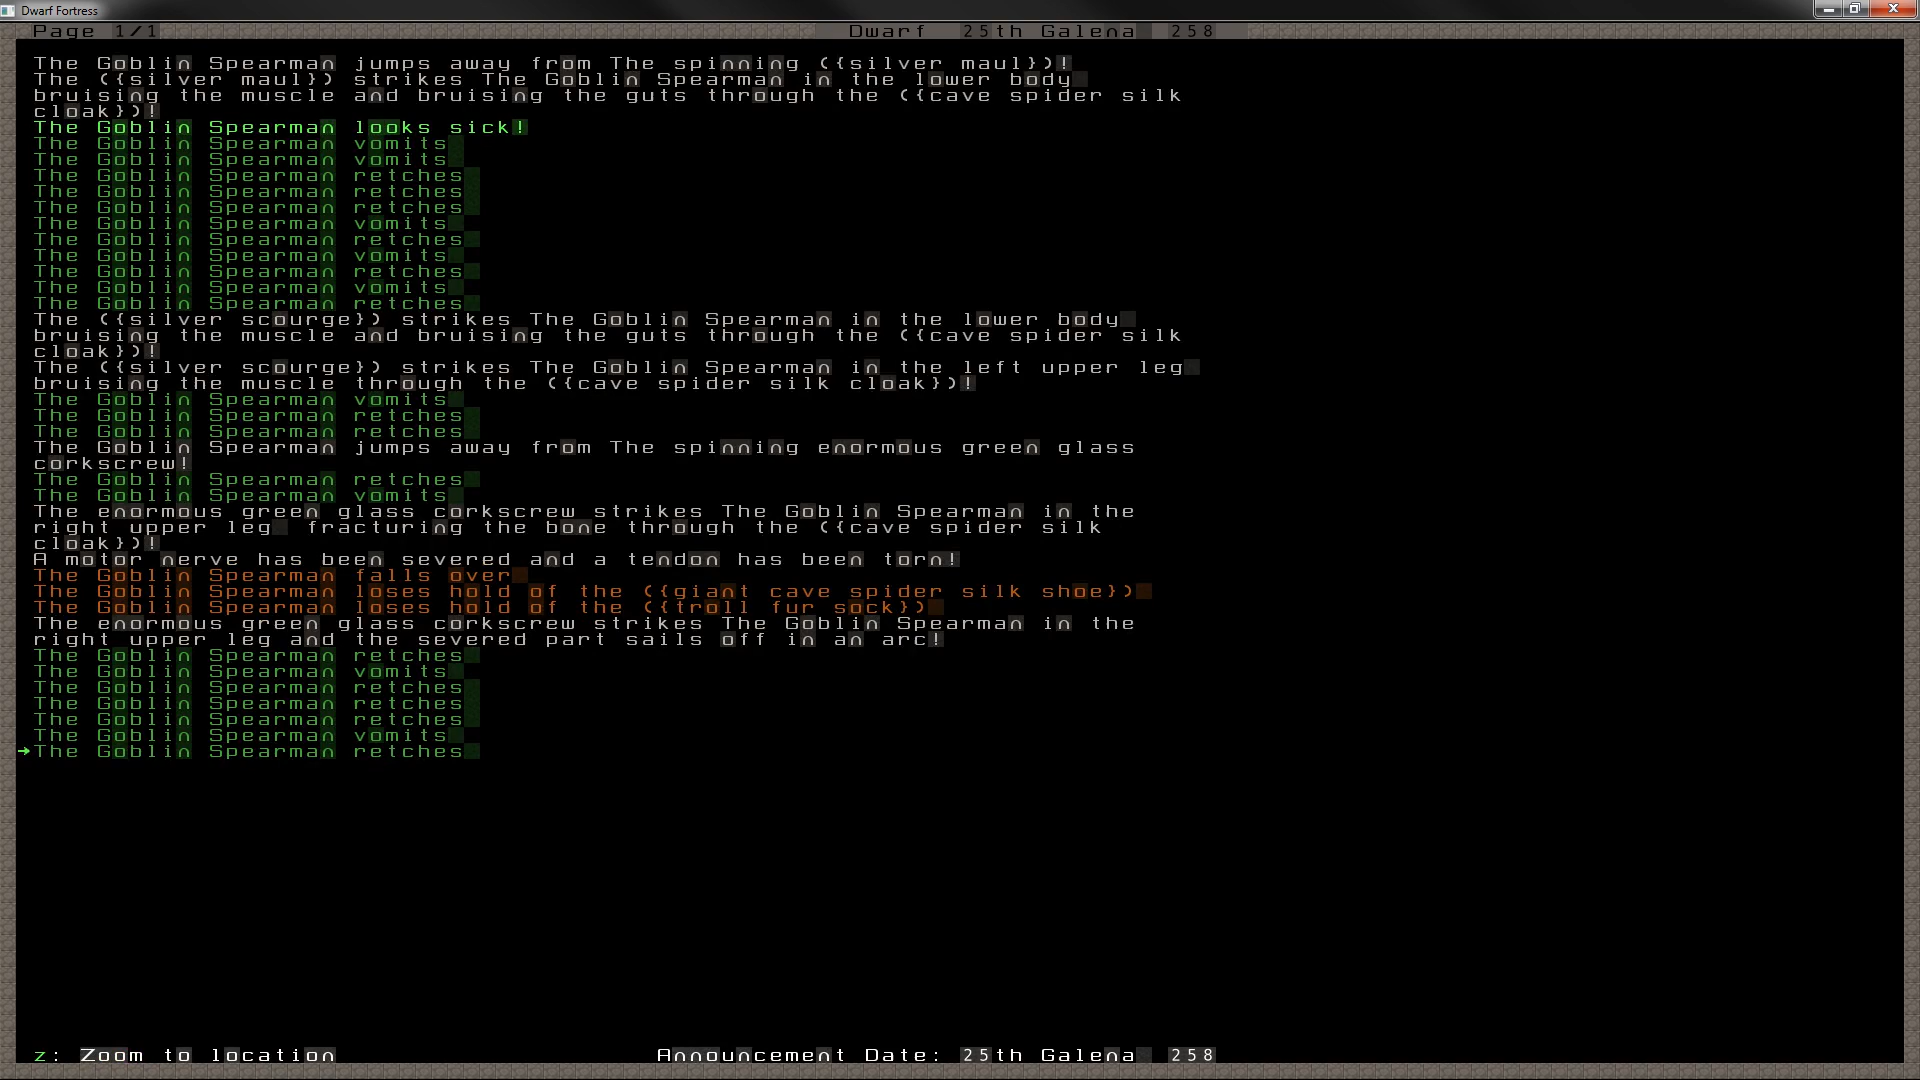 Dwarf Fortress
Page 1/1 Dwarf 25th Galena 258
The Goblin Spearman jumps away from The spinning ({silver maul})!
The ({silver maul}) strikes The Goblin Spearman in the lower body
bruising the muscle and bruising the guts through the ({cave spider silk
cloak})!
The Goblin Spearman looks sick!
The Goblin Spearman vomits
The Goblin Spearman vomits
The Goblin Spearman retches
The Goblin Spearman retches
The Goblin Spearman retches
The Goblin Spearman vomits
The Goblin Spearman retches
The Goblin Spearman vomits
The Goblin Spearman retches
The Goblin Spearman vomits
The Goblin Spearman retches
The ({silver scourge}) strikes The Goblin Spearman in the lower body
bruising the muscle and bruising the guts through the ({cave spider silk
cloak})!
The ({silver scourge}) strikes The Goblin Spearman in the left upper leg
bruising the muscle through the ({cave spider silk cloak})!
The Goblin Spearman vomits
The Goblin Spearman retches
The Goblin Spearman retches
The Goblin Spearman jumps away from The spinning enormous green glass
corkscrew!
The Goblin Spearman retches
The Goblin Spearman vomits
The enormous green glass corkscrew strikes The Goblin Spearman in the
right upper leg fracturing the bone through the ({cave spider silk
cloak})!
A motor nerve has been severed and a tendon has been torn!
The Goblin Spearman falls over
The Goblin Spearman loses hold of the ({giant cave spider silk shoe})
The Goblin Spearman loses hold of the ({troll fur sock})
The enormous green glass corkscrew strikes The Goblin Spearman in the
right upper leg and the severed part sails off in an arc!
The Goblin Spearman retches
The Goblin Spearman vomits
The Goblin Spearman retches
The Goblin Spearman retches
The Goblin Spearman retches
The Goblin Spearman vomits
→The Goblin Spearman retches
z: Zoom to location Announcement Date: 25th Galena 258